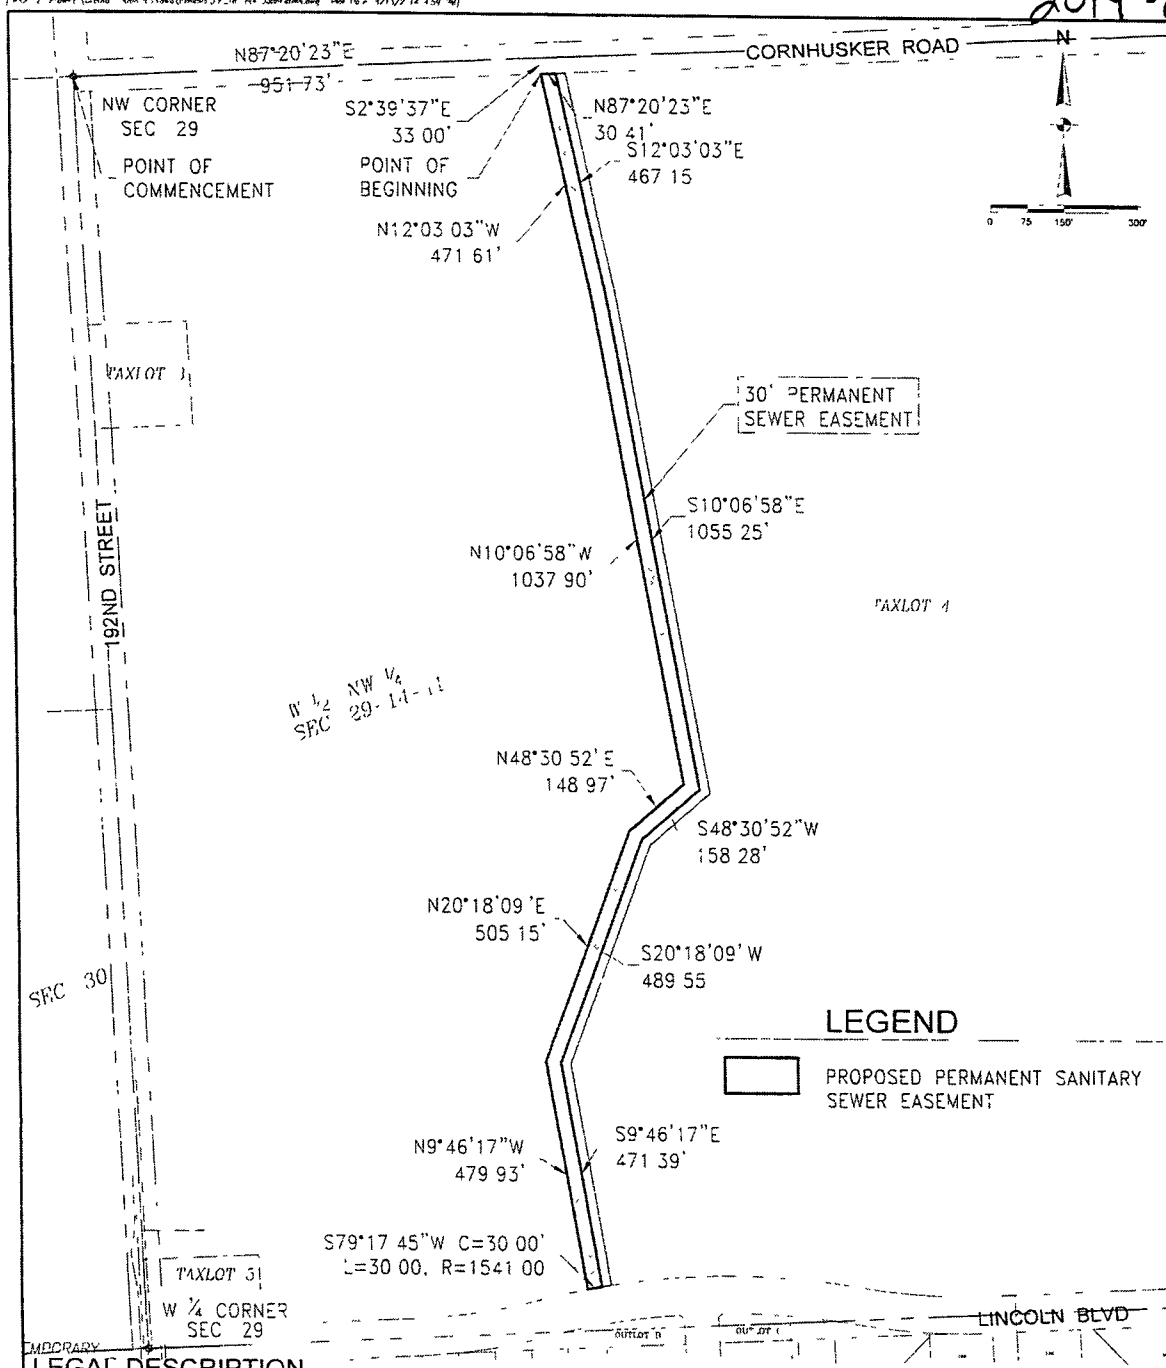 2019-
N87°20'23"E
951 73'
CORNHUSKER ROAD
N
NW CORNER
SEC 29
S2°39'37"E
33 00'
N87°20'23"E
30 41'
POINT OF
COMMENCEMENT
POINT OF
BEGINNING
S12°03'03"E
467 15
N12°03 03"W
471 61'
0 75 150' 300'
TAXLOT 3
30' PERMANENT
SEWER EASEMENT
192ND STREET
S10°06'58"E
1055 25'
N10°06'58"W
1037 90'
TAXLOT 4
W ½ NW ¼
SEC 29-14-11
N48°30 52'E
148 97'
S48°30'52"W
158 28'
N20°18'09'E
505 15'
S20°18'09'W
489 55
SEC 30
LEGEND
PROPOSED PERMANENT SANITARY
SEWER EASEMENT
N9°46'17"W
479 93'
S9°46'17"E
471 39'
S79°17 45"W C=30 00'
L=30 00, R=1541 00
TAXLOT 5
W ¼ CORNER
SEC 29
LINCOLN BLVD
OUTLOT B
LEGAL DESCRIPTION